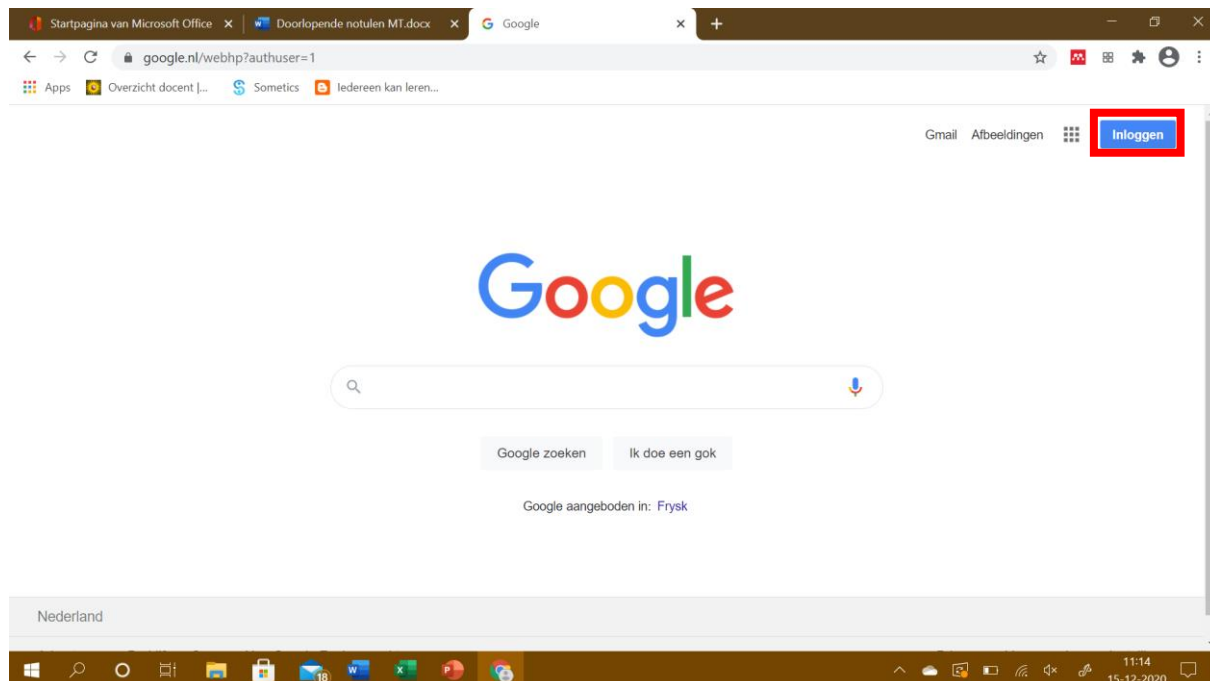 Startpagina van Microsoft Office
Doorlopende notulen MT.docx
Google
google.nl/webhp?authuser=1
Apps
Overzicht docent |...
Sometics
Iedereen kan leren...
Gmail
Afbeeldingen
Inloggen
Google
Google zoeken
Ik doe een gok
Google aangeboden in: Frysk
Nederland
18
11:14
15-12-2020